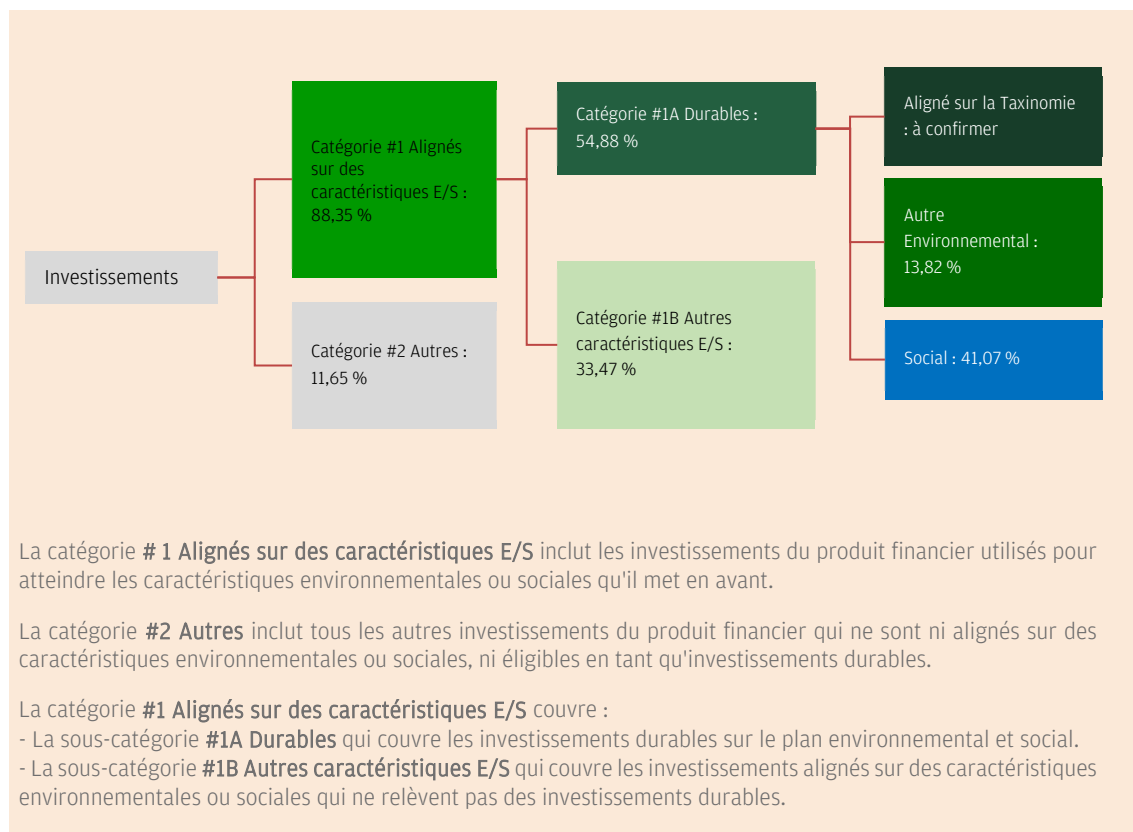 Investissements
Catégorie #1 Alignés
sur des
caractéristiques E/S :
88,35 %
Catégorie #2 Autres :
11,65 %
Catégorie #1A Durables :
54,88 %
Catégorie #1B Autres
caractéristiques E/S :
33,47 %
Aligné sur la Taxinomie
: à confirmer
Autre
Environnemental :
13,82 %
Social : 41,07 %
La catégorie # 1 Alignés sur des caractéristiques E/S inclut les investissements du produit financier utilisés pour
atteindre les caractéristiques environnementales ou sociales qu'il met en avant.
La catégorie #2 Autres inclut tous les autres investissements du produit financier qui ne sont ni alignés sur des
caractéristiques environnementales ou sociales, ni éligibles en tant qu'investissements durables.
La catégorie #1 Alignés sur des caractéristiques E/S couvre :
- La sous-catégorie #1A Durables qui couvre les investissements durables sur le plan environnemental et social.
- La sous-catégorie #1B Autres caractéristiques E/S qui couvre les investissements alignés sur des caractéristiques
environnementales ou sociales qui ne relèvent pas des investissements durables.